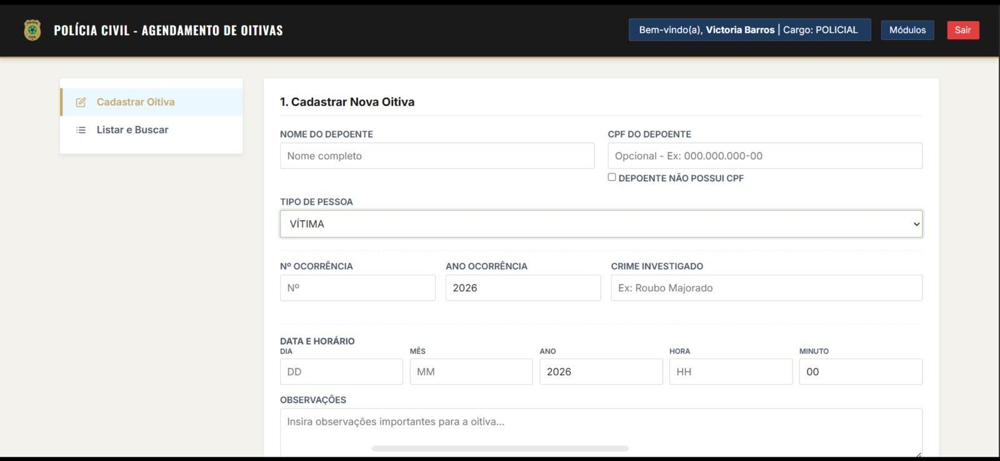 POLÍCIA CIVIL - AGENDAMENTO DE OITIVAS
Bem-vindo(a), Victoria Barros | Cargo: POLICIAL
Módulos
Sair
Cadastrar Oitiva
Listar e Buscar
1. Cadastrar Nova Oitiva
NOME DO DEPOENTE
Nome completo
CPF DO DEPOENTE
Opcional - Ex: 000.000.000-00
DEPOENTE NÃO POSSUI CPF
TIPO DE PESSOA
VÍTIMA
Nº OCORRÊNCIA
Nº
ANO OCORRÊNCIA
2026
CRIME INVESTIGADO
Ex: Roubo Majorado
DATA E HORÁRIO
DIA
DD
MÊS
MM
ANO
2026
HORA
HH
MINUTO
00
OBSERVAÇÕES
Insira observações importantes para a oitiva...